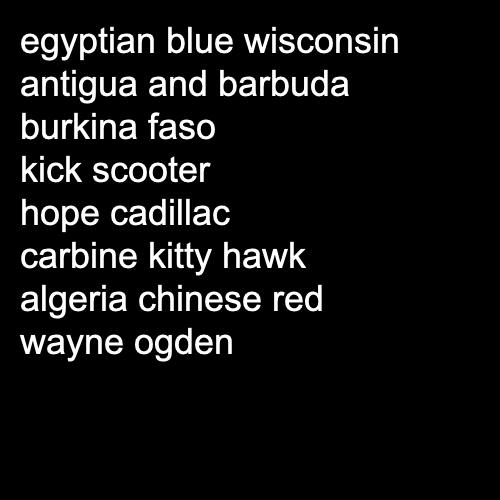 egyptian blue wisconsin
antigua and barbuda
burkina faso
kick scooter
hope cadillac
carbine kitty hawk
algeria chinese red
wayne ogden